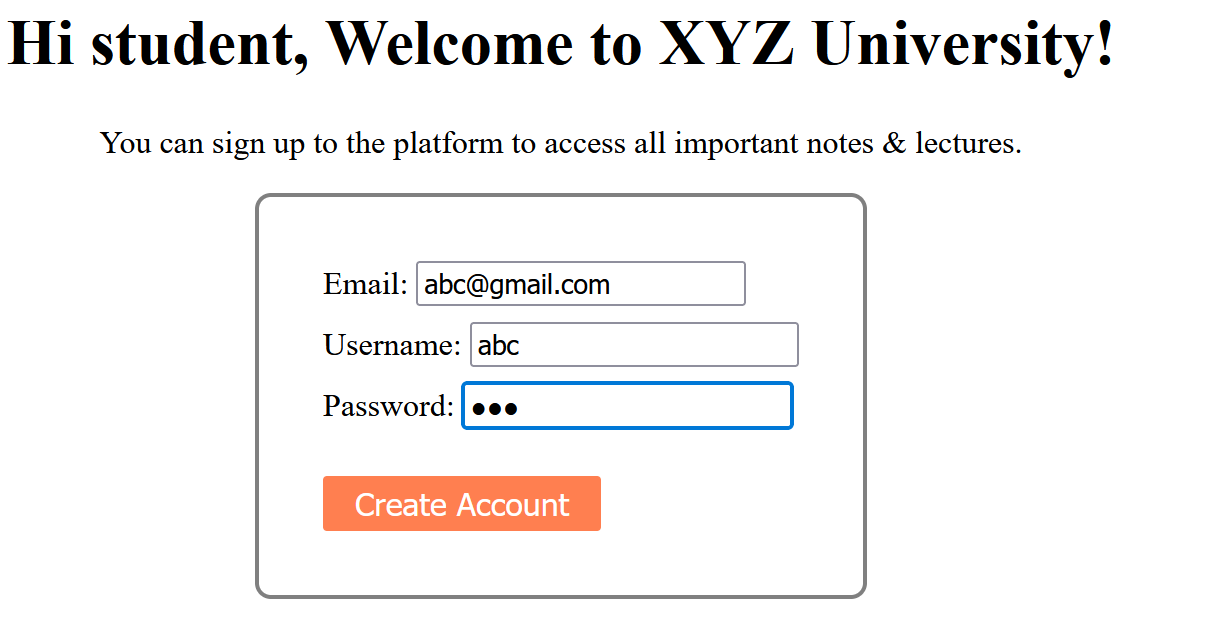 Hi student, Welcome to XYZ University!
You can sign up to the platform to access all important notes & lectures.
Email: abc@gmail.com
Username: abc
Password: ●●●
Create Account